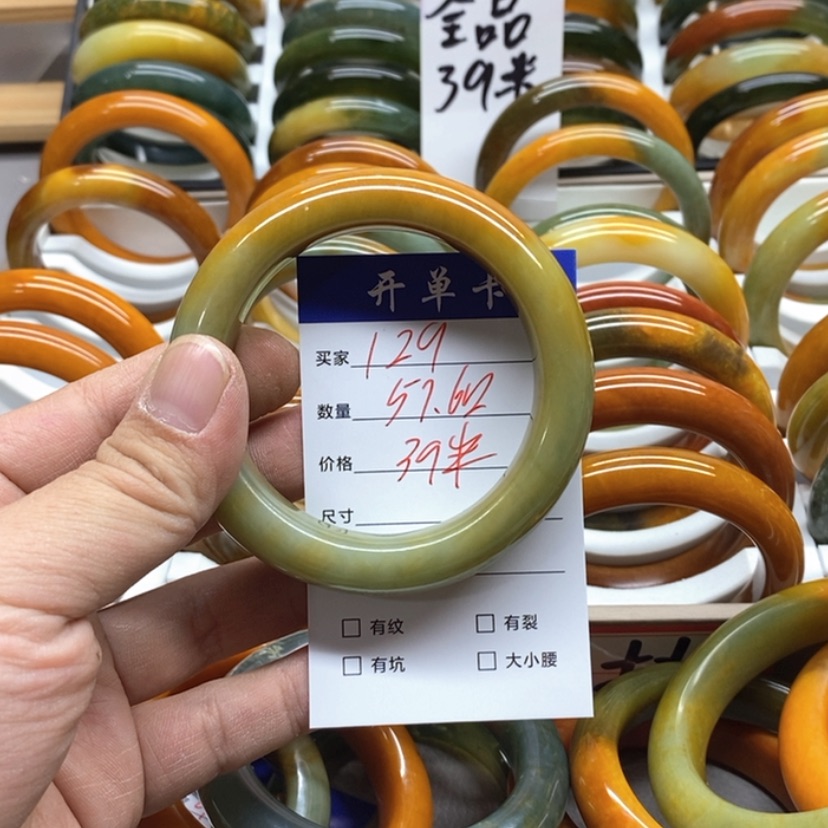 全品
39米
开单卡
买家 129
数量 57.6
价格 39米
尺寸
有纹
有裂
有坑
大小腰